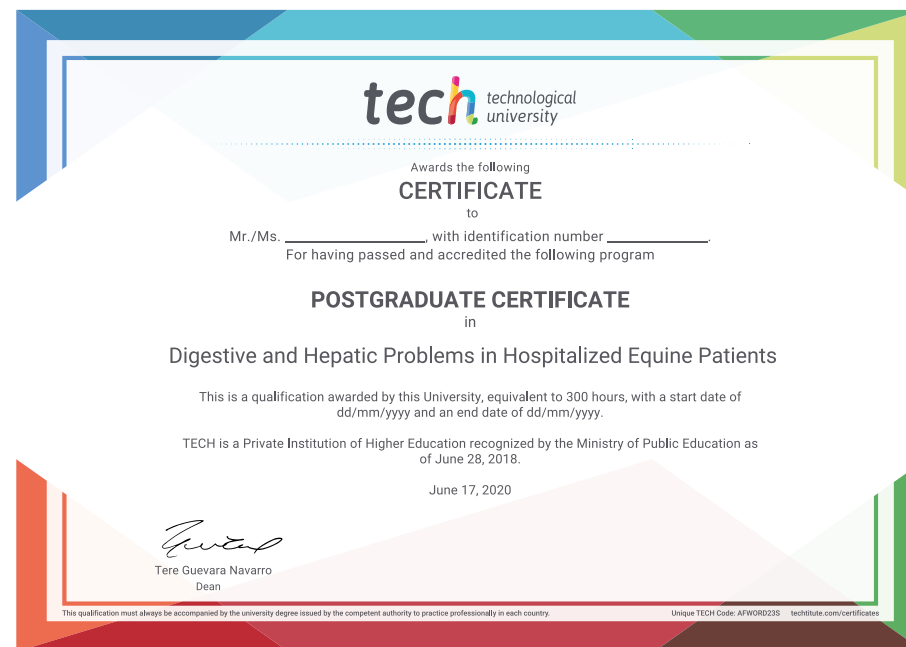 tech technological
university
Awards the following
CERTIFICATE
to
Mr./Ms. ____________________, with identification number __________________.
For having passed and accredited the following program
POSTGRADUATE CERTIFICATE
in
Digestive and Hepatic Problems in Hospitalized Equine Patients
This is a qualification awarded by this University, equivalent to 300 hours, with a start date of
dd/mm/yyyy and an end date of dd/mm/yyyy.
TECH is a Private Institution of Higher Education recognized by the Ministry of Public Education as
of June 28, 2018.
June 17, 2020
Tere Guevara Navarro
Dean
This qualification must always be accompanied by the university degree issued by the competent authority to practice professionally in each country.
Unique TECH Code: AFWORD23S techtitute.com/certificates